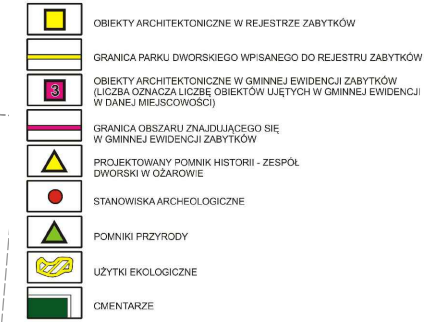 OBIEKTY ARCHITEKTONICZNE W REJESTRZE ZABYTKÓW
GRANICA PARKU DWORSKIEGO WPISANEGO DO REJESTRU ZABYTKÓW
3
OBIEKTY ARCHITEKTONICZNE W GMINNEJ EWIDENCJI ZABYTKÓW
(LICZBA OZNACZA LICZBĘ OBIEKTÓW UJĘTYCH W GMINNEJ EWIDENCJI
W DANEJ MIEJSCOWOŚCI)
GRANICA OBSZARU ZNAJDUJĄCEGO SIĘ
W GMINNEJ EWIDENCJI ZABYTKÓW
PROJEKTOWANY POMNIK HISTORII - ZESPÓŁ
DWORSKI W OŻAROWIE
STANOWISKA ARCHEOLOGICZNE
POMNIKI PRZYRODY
UŻYTKI EKOLOGICZNE
CMENTARZE